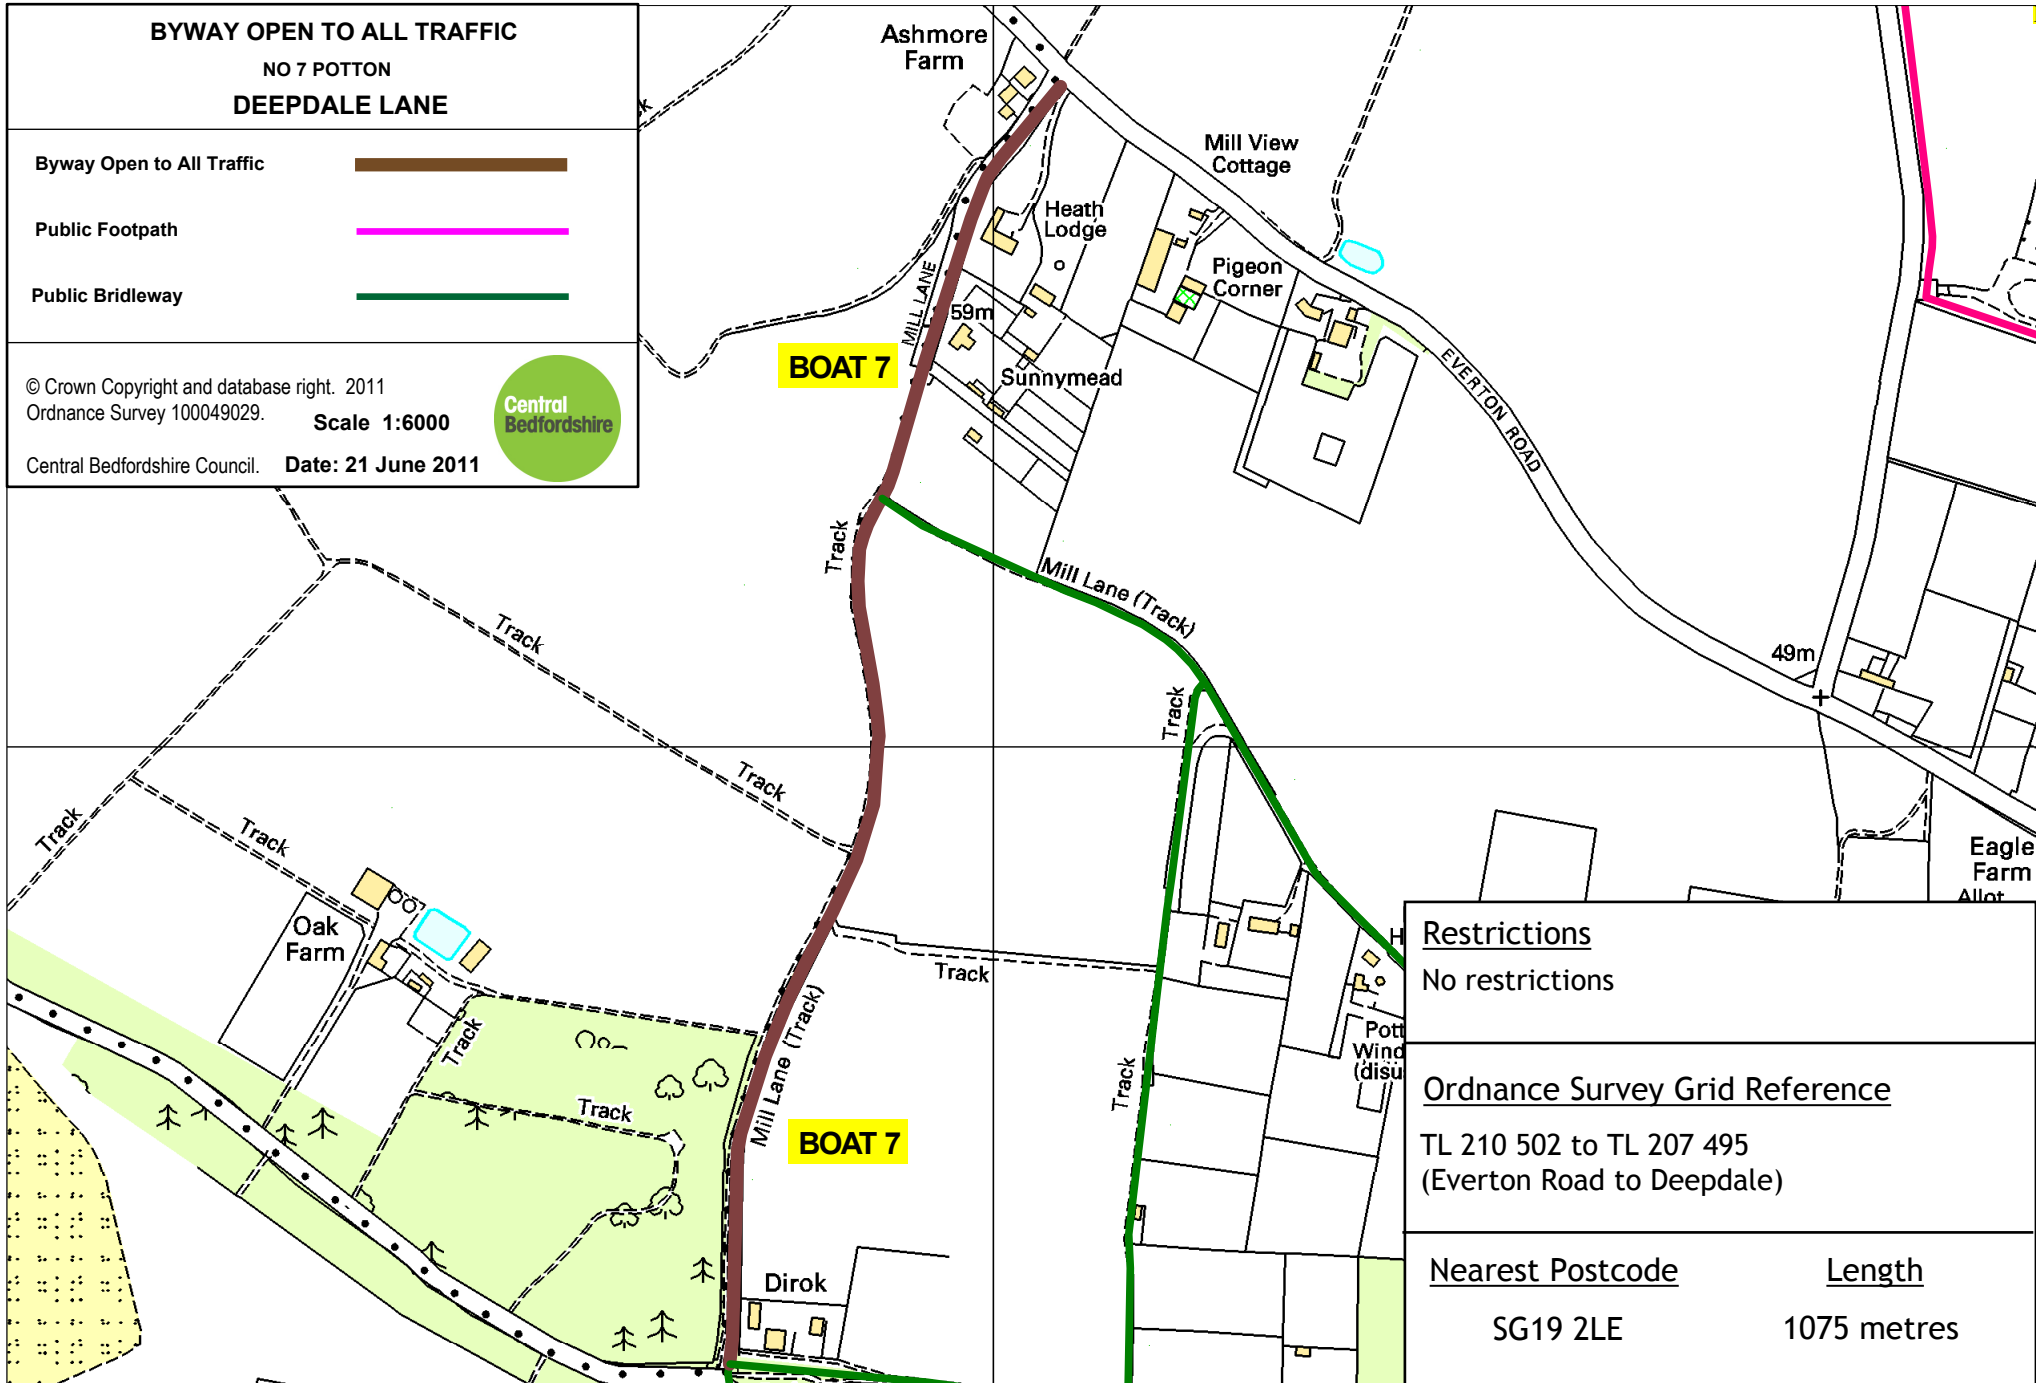 BYWAY OPEN TO ALL TRAFFIC
NO 7 POTTON
DEEPDALE LANE
Byway Open to All Traffic
Public Footpath
Public Bridleway
© Crown Copyright and database right. 2011
Ordnance Survey 100049029.
Scale 1:6000
Central Bedfordshire Council.
Date: 21 June 2011
Central
Bedfordshire
Ashmore
Farm
Mill View
Cottage
Heath
Lodge
Pigeon
Corner
MILL LANE
59m
BOAT 7
Sunnymead
EVERTON ROAD
Track
Mill Lane (Track)
Track
49m
Track
Track
Track
Track
Eagle
Farm
Allot
Oak
Farm
Track
Track
Mill Lane (Track)
Track
Track
BOAT 7
Dirok
H
Pott
Wind
(disu
Restrictions
No restrictions
Ordnance Survey Grid Reference
TL 210 502 to TL 207 495
(Everton Road to Deepdale)
Nearest Postcode
SG19 2LE
Length
1075 metres